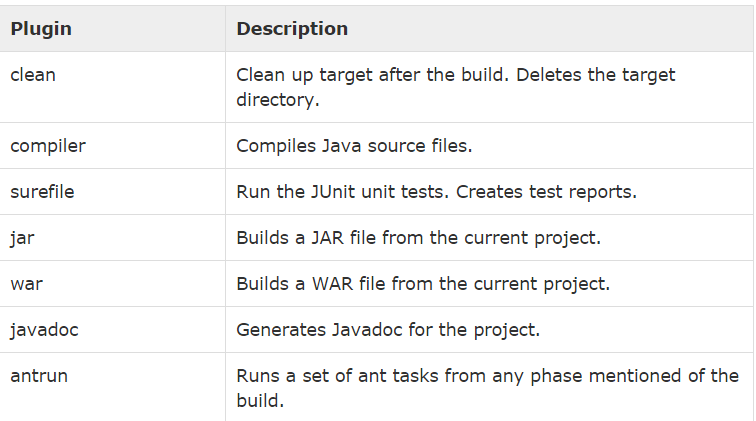 Plugin Description
clean Clean up target after the build. Deletes the target
directory.
compiler Compiles Java source files.
surefile Run the JUnit unit tests. Creates test reports.
jar Builds a JAR file from the current project.
war Builds a WAR file from the current project.
javadoc Generates Javadoc for the project.
antrun Runs a set of ant tasks from any phase mentioned of the
build.